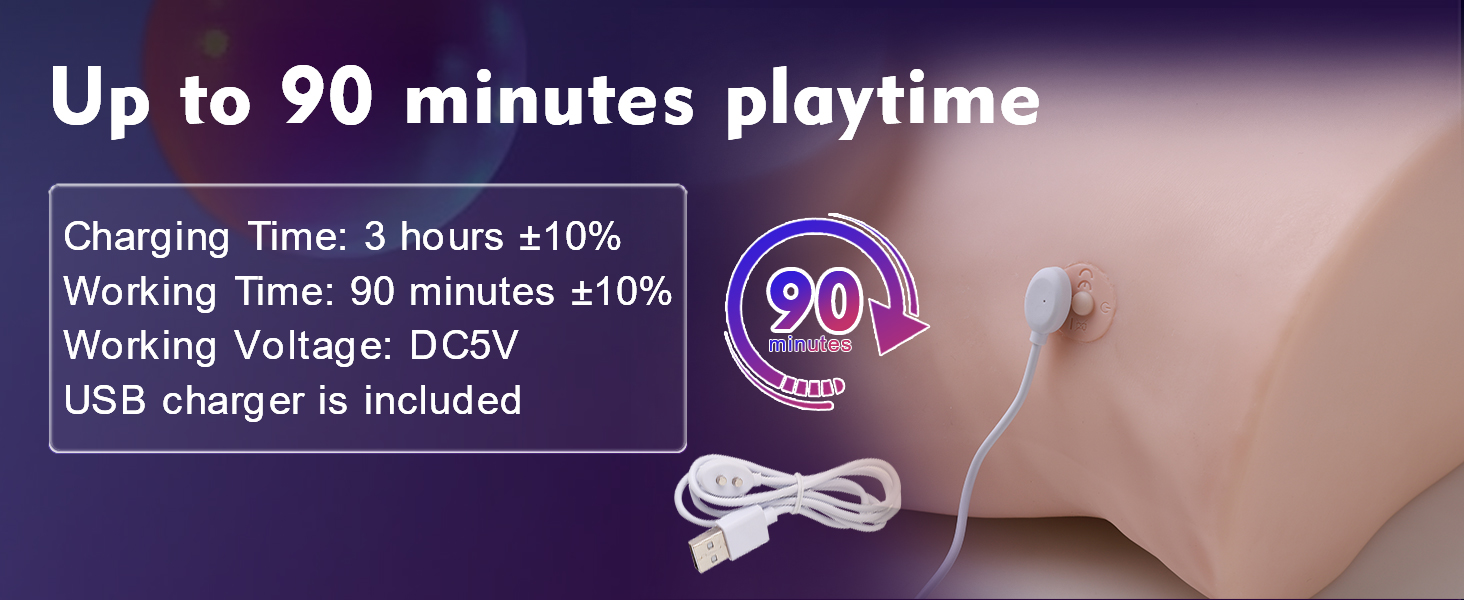 Up to 90 minutes playtime
Charging Time: 3 hours ±10%
Working Time: 90 minutes ±10%
Working Voltage: DC5V
USB charger is included
90
minutes